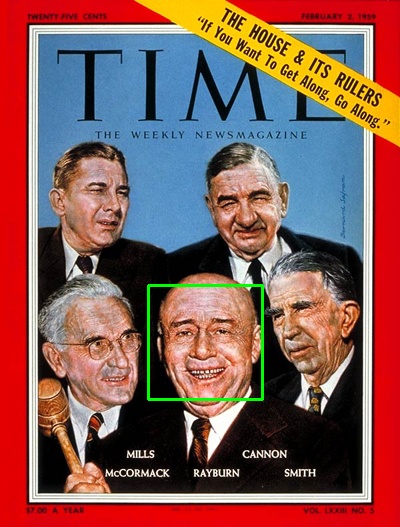 TWENTY-FIVE CENTS FEBRUARY 2, 1959
THE HOUSE & ITS RULERS
"If You Want To Get Along, Go Along."
TIME
THE WEEKLY NEWSMAGAZINE
MILLS CANNON
McCORMACK RAYBURN SMITH
$7.00 A YEAR VOL. LXXIII NO. 5